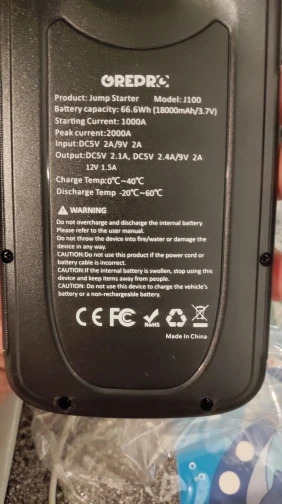 GREPRO
Product: Jump Starter Model: J100
Battery capacity: 66.6Wh (18000mAh/3.7V)
Starting Current: 1000A
Peak current:2000A
Input:DC5V 2A/9V 2A
Output:DC5V 2.1A, DC5V 2.4A/9V 2A
12V 1.5A
Charge Temp:0℃~40℃
Discharge Temp -20℃~60℃
WARNING
Do not overcharge and discharge the internal battery.
Please refer to the user manual.
Do not throw the device into fire/water or damage the
device in any way.
CAUTION:Do not use this product if the power cord or
battery cable is incorrect.
CAUTION:If the internal battery is swollen, stop using this
device and keep items away from people.
CAUTION: Do not use this device to charge the vehicle's
battery or a non-rechargeable battery.
CE FC RoHS
Made In China